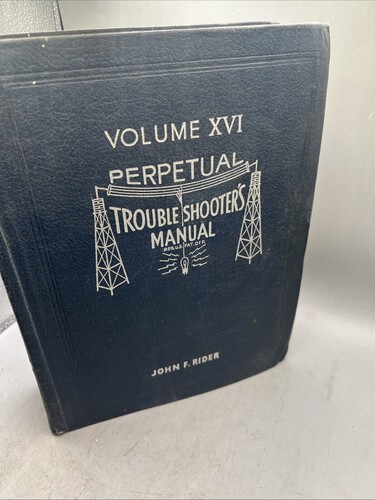 VOLUME XVI
PERPETUAL
TROUBLE SHOOTER'S
MANUAL
REG. U.S. PAT. OFF.
JOHN F. RIDER